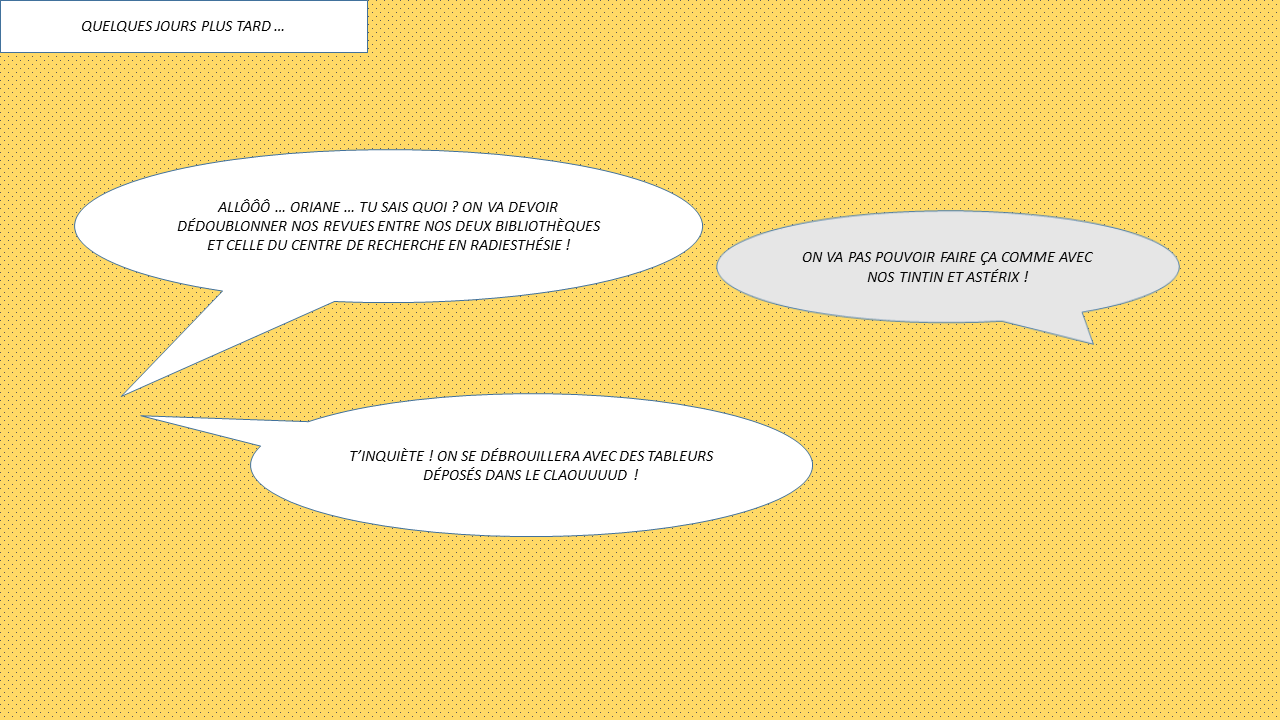 QUELQUES JOURS PLUS TARD …
ALLÔÔÔ … ORIANE … TU SAIS QUOI ? ON VA DEVOIR
DÉDOUBLONNER NOS REVUES ENTRE NOS DEUX BIBLIOTHÈQUES
ET CELLE DU CENTRE DE RECHERCHE EN RADIESTHÉSIE !
ON VA PAS POUVOIR FAIRE ÇA COMME AVEC
NOS TINTIN ET ASTÉRIX !
T’INQUIÈTE ! ON SE DÉBROUILLERA AVEC DES TABLEURS
DÉPOSÉS DANS LE CLAOUUUUD !